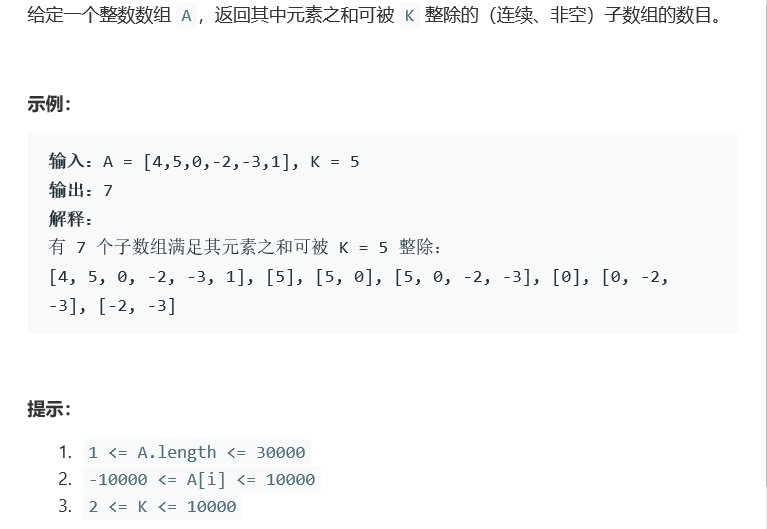 给定一个整数数组 A，返回其中元素之和可被 K 整除的（连续、非空）子数组的数目。
示例：
输入：A = [4,5,0,-2,-3,1], K = 5
输出：7
解释：
有 7 个子数组满足其元素之和可被 K = 5 整除：
[4, 5, 0, -2, -3, 1], [5], [5, 0], [5, 0, -2, -3], [0], [0, -2,
-3], [-2, -3]
提示：
1. 1 <= A.length <= 30000
2. -10000 <= A[i] <= 10000
3. 2 <= K <= 10000